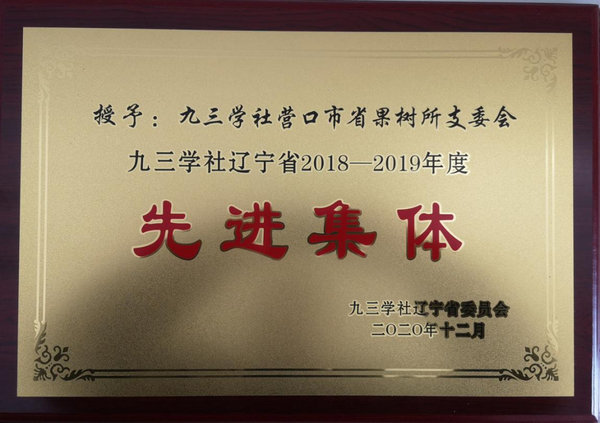 授予：九三学社营口市省果树所支委会
九三学社辽宁省2018—2019年度
先进集体
九三学社辽宁省委员会
二〇二〇年十二月